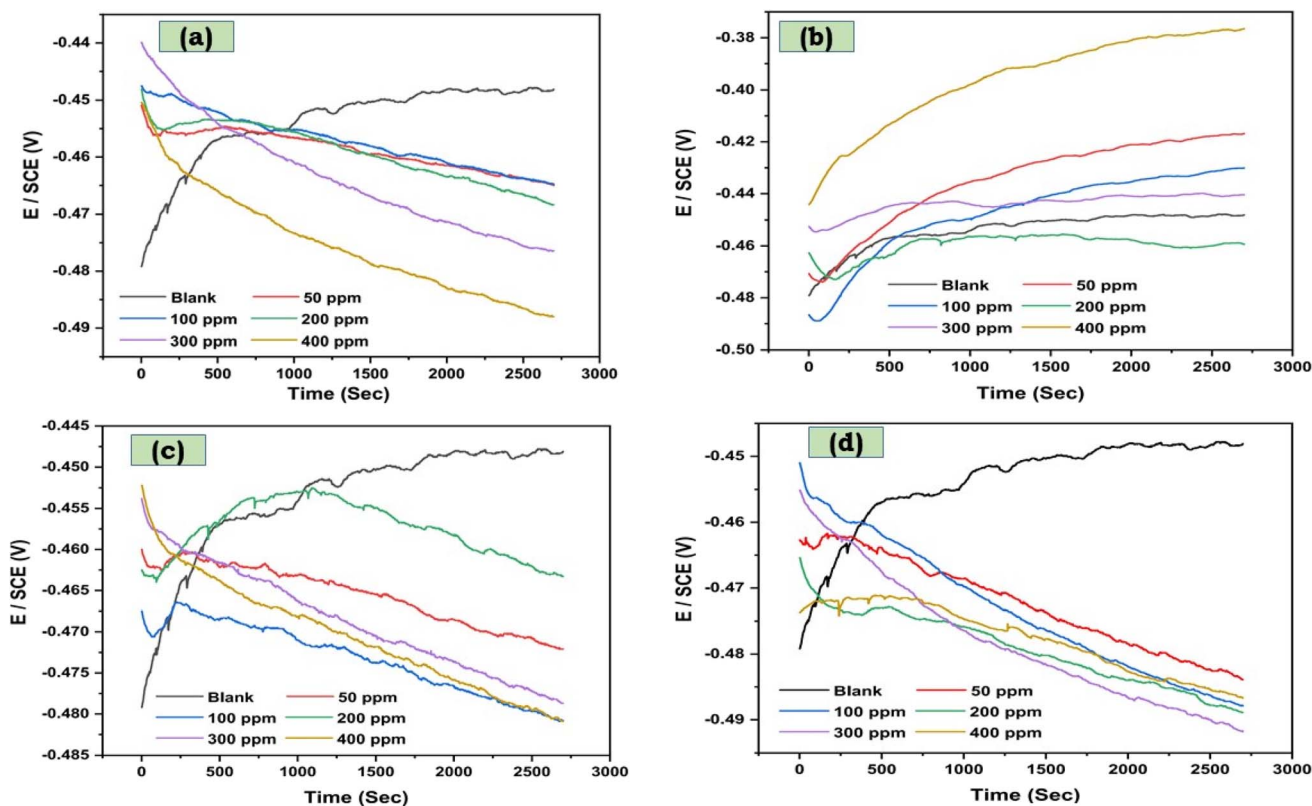 (a)
E / SCE (V)
-0.44
-0.45
-0.46
-0.47
-0.48
-0.49
Blank 50 ppm
100 ppm 200 ppm
300 ppm 400 ppm
0 500 1000 1500 2000 2500 3000
Time (Sec)
(b)
E / SCE (V)
-0.38
-0.40
-0.42
-0.44
-0.46
-0.48
-0.50
Blank 50 ppm
100 ppm 200 ppm
300 ppm 400 ppm
0 500 1000 1500 2000 2500 3000
Time (Sec)
(c)
E / SCE (V)
-0.445
-0.450
-0.455
-0.460
-0.465
-0.470
-0.475
-0.480
-0.485
Blank 50 ppm
100 ppm 200 ppm
300 ppm 400 ppm
0 500 1000 1500 2000 2500 3000
Time (Sec)
(d)
E / SCE (V)
-0.45
-0.46
-0.47
-0.48
-0.49
Blank 50 ppm
100 ppm 200 ppm
300 ppm 400 ppm
0 500 1000 1500 2000 2500 3000
Time (Sec)